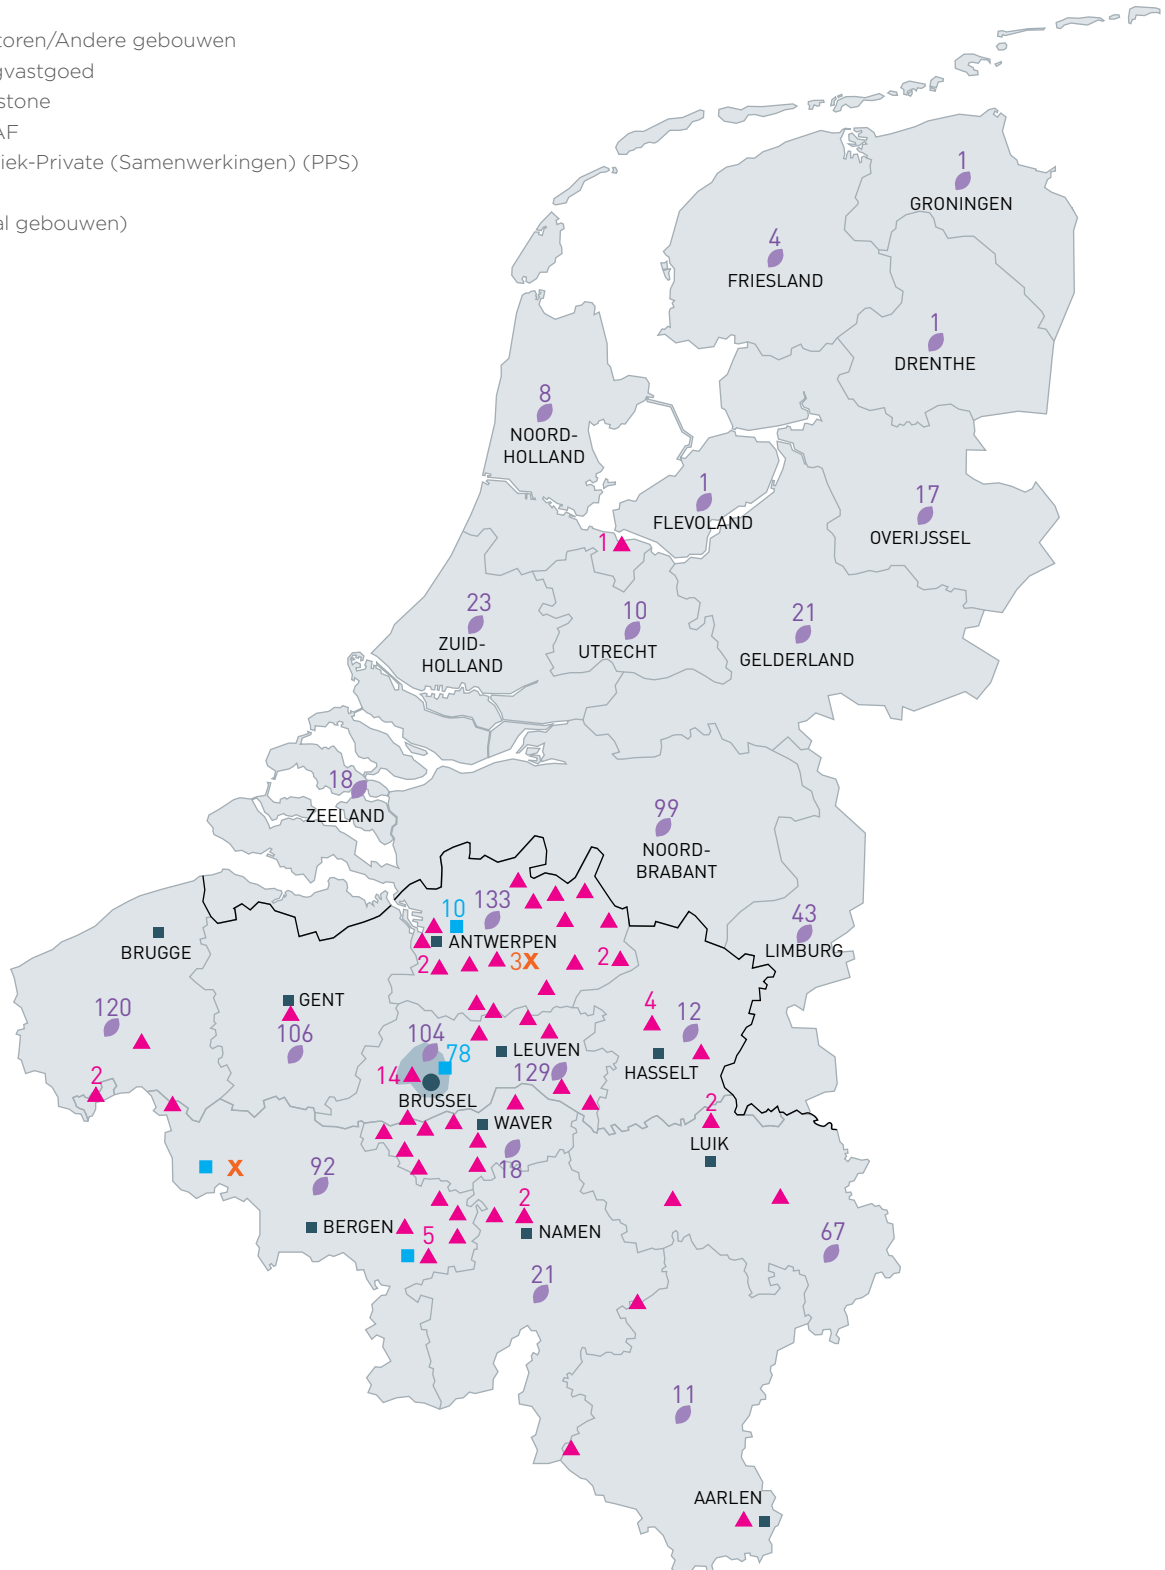 toren/Andere gebouwen
gvastgoed
stone
AF
iek-Private (Samenwerkingen) (PPS)
al gebouwen)
1
GRONINGEN
4
FRIESLAND
1
DRENTHE
8
NOORD-
HOLLAND
1
FLEVOLAND
17
OVERIJSSEL
1
23
ZUID-
HOLLAND
10
UTRECHT
21
GELDERLAND
18
ZEELAND
99
NOORD-
BRABANT
43
LIMBURG
10
133
ANTWERPEN
2
3X
2
BRUGGE
120
2
GENT
106
104
78
14
BRUSSEL
LEUVEN
129
4
12
HASSELT
2
LUIK
WAVER
18
X
92
BERGEN
5
2
NAMEN
67
21
11
AARLEN